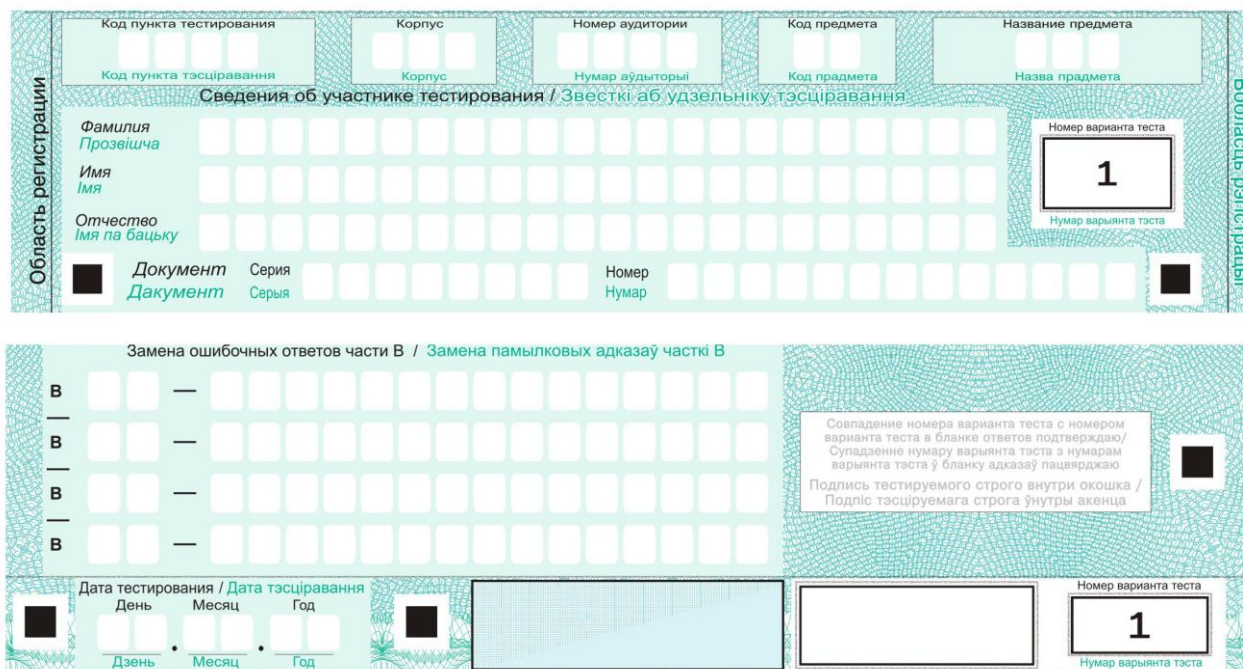 Код пункта тестирования
Код пункта тэсціравання
Корпус
Корпус
Номер аудитории
Нумар аўдыторыі
Код предмета
Код прадмета
Название предмета
Назва прадмета
Область регистрации
Вобласць рэгістрацыі
Сведения об участнике тестирования / Звесткі аб удзельніку тэсціравання
Фамилия
Прозвішча
Имя
Імя
Отчество
Імя па бацьку
Номер варианта теста
1
Нумар варыянта тэста
Документ Серия Номер
Дакумент Серыя Нумар
Замена ошибочных ответов части В / Замена памылковых адказаў часткі В
В —
В —
В —
В —
Совпадение номера варианта теста с номером
варианта теста в бланке ответов подтверждаю/
Супадзенне нумару варыянта тэста з нумарам
варыянта тэста ў бланку адказаў пацвярджаю
Подпись тестируемого строго внутри окошка /
Подпіс тэсціруемага строга ўнутры акенца
Дата тестирования / Дата тэсціравання
День Месяц Год
. .
Дзень Месяц Год
Номер варианта теста
1
Нумар варыянта тэста